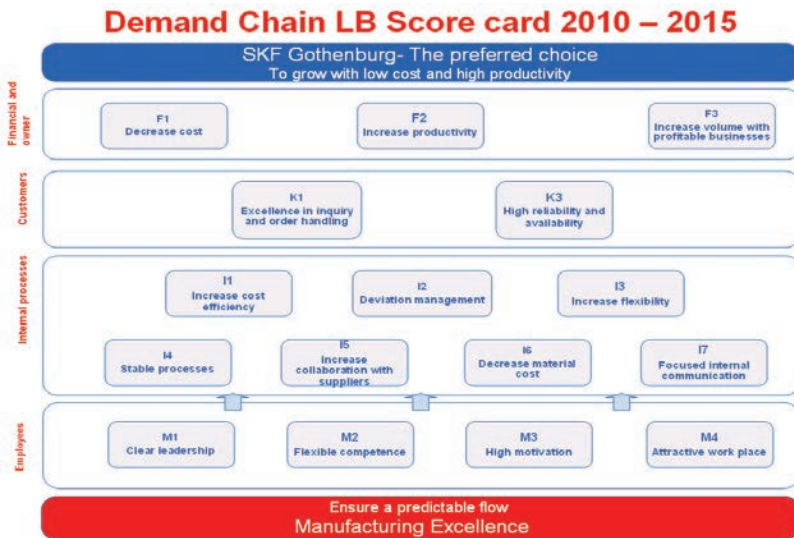 Demand Chain LB Score card 2010 – 2015
SKF Gothenburg- The preferred choice
To grow with low cost and high productivity
Financial and
owner
F1
Decrease cost
F2
Increase productivity
F3
Increase volume with
profitable businesses
Customers
K1
Excellence in inquiry
and order handling
K3
High reliability and
availability
Internal processes
I1
Increase cost
efficiency
I2
Deviation management
I3
Increase flexibility
I4
Stable processes
I5
Increase
collaboration with
suppliers
I6
Decrease material
cost
I7
Focused internal
communication
Employees
M1
Clear leadership
M2
Flexible competence
M3
High motivation
M4
Attractive work place
Ensure a predictable flow
Manufacturing Excellence